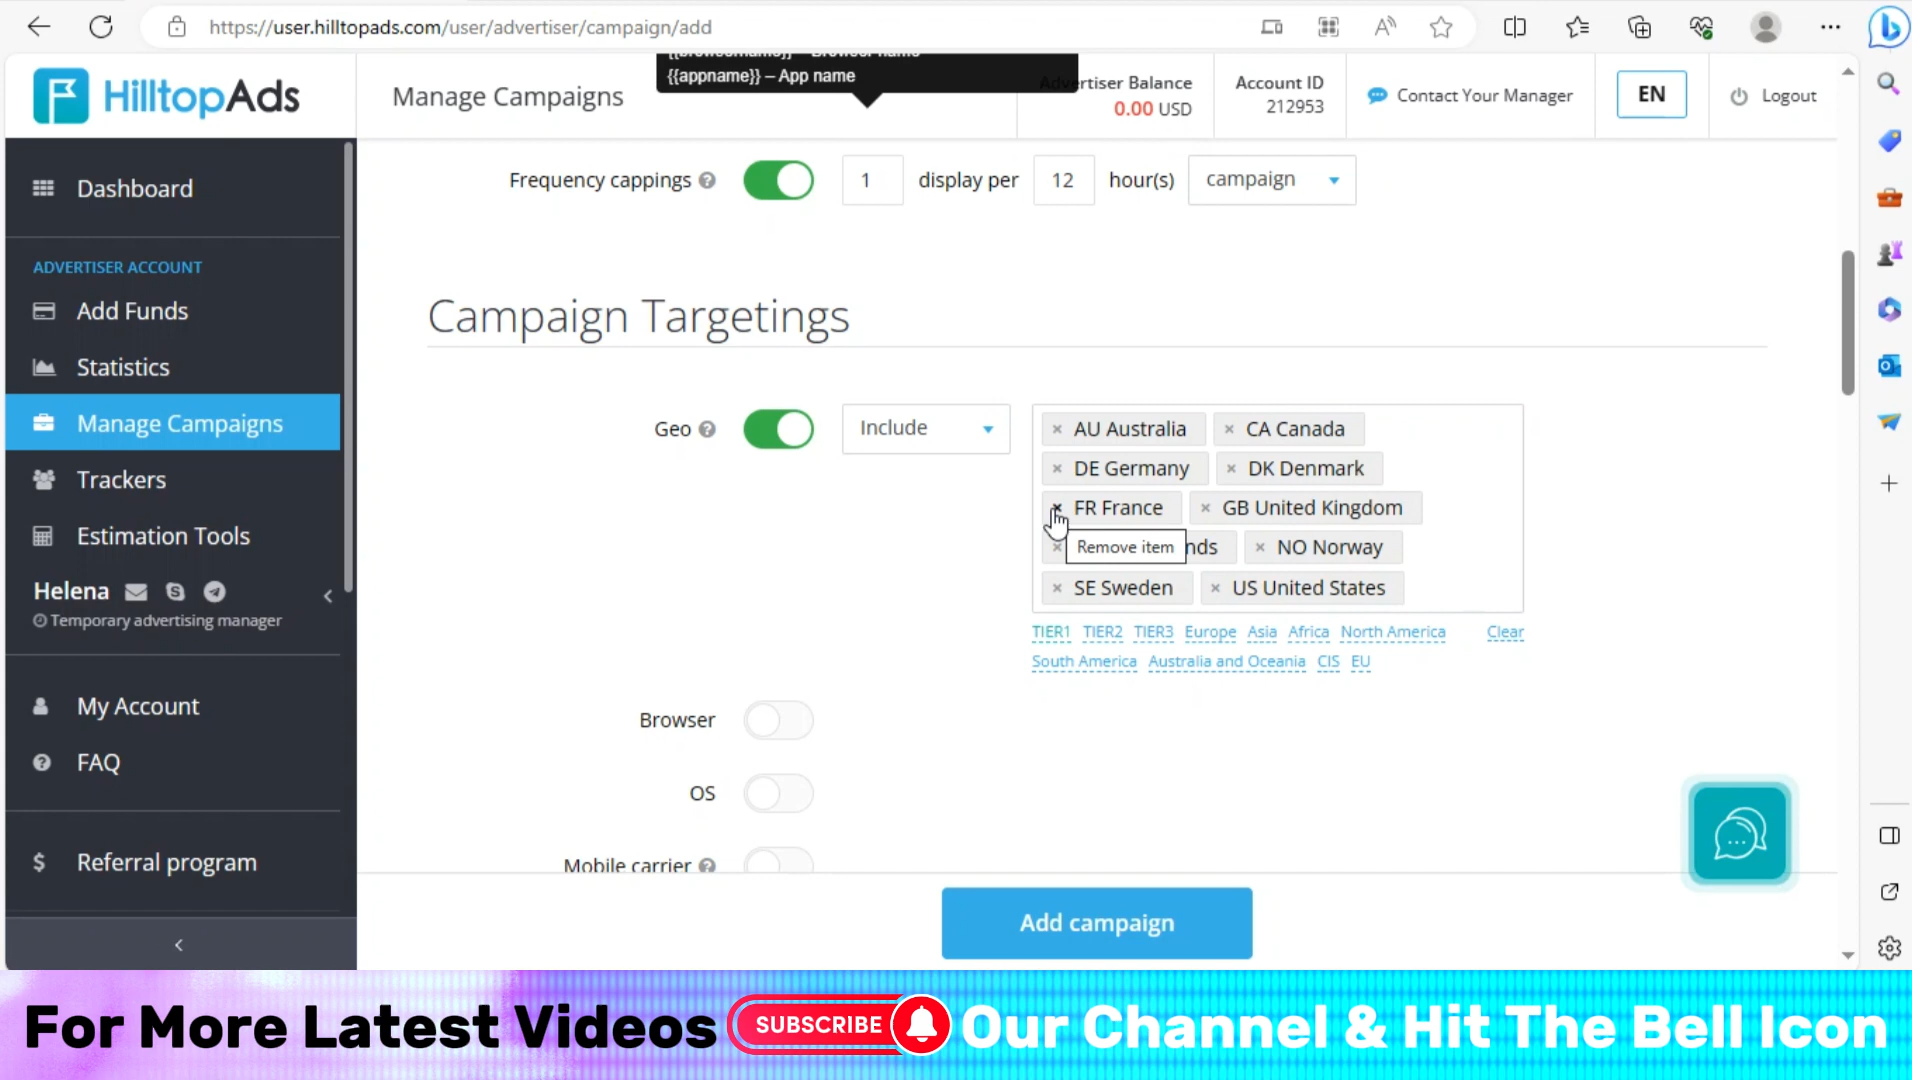 https://user.hilltopads.com/user/advertiser/campaign/add
{{appname}} – App name
HilltopAds
Manage Campaigns
Advertiser Balance
0.00 USD
Account ID
212953
Contact Your Manager
EN
Logout
Dashboard
ADVERTISER ACCOUNT
Add Funds
Statistics
Manage Campaigns
Trackers
Estimation Tools
Helena
Temporary advertising manager
My Account
FAQ
Referral program
Frequency cappings
1 display per 12 hour(s) campaign
Campaign Targetings
Geo
Include
× AU Australia × CA Canada
× DE Germany × DK Denmark
× FR France × GB United Kingdom
Remove item
nds × NO Norway
× SE Sweden × US United States
TIER1 TIER2 TIER3 Europe Asia Africa North America Clear
South America Australia and Oceania CIS EU
Browser
OS
Mobile carrier
Add campaign
For More Latest Videos SUBSCRIBE Our Channel & Hit The Bell Icon